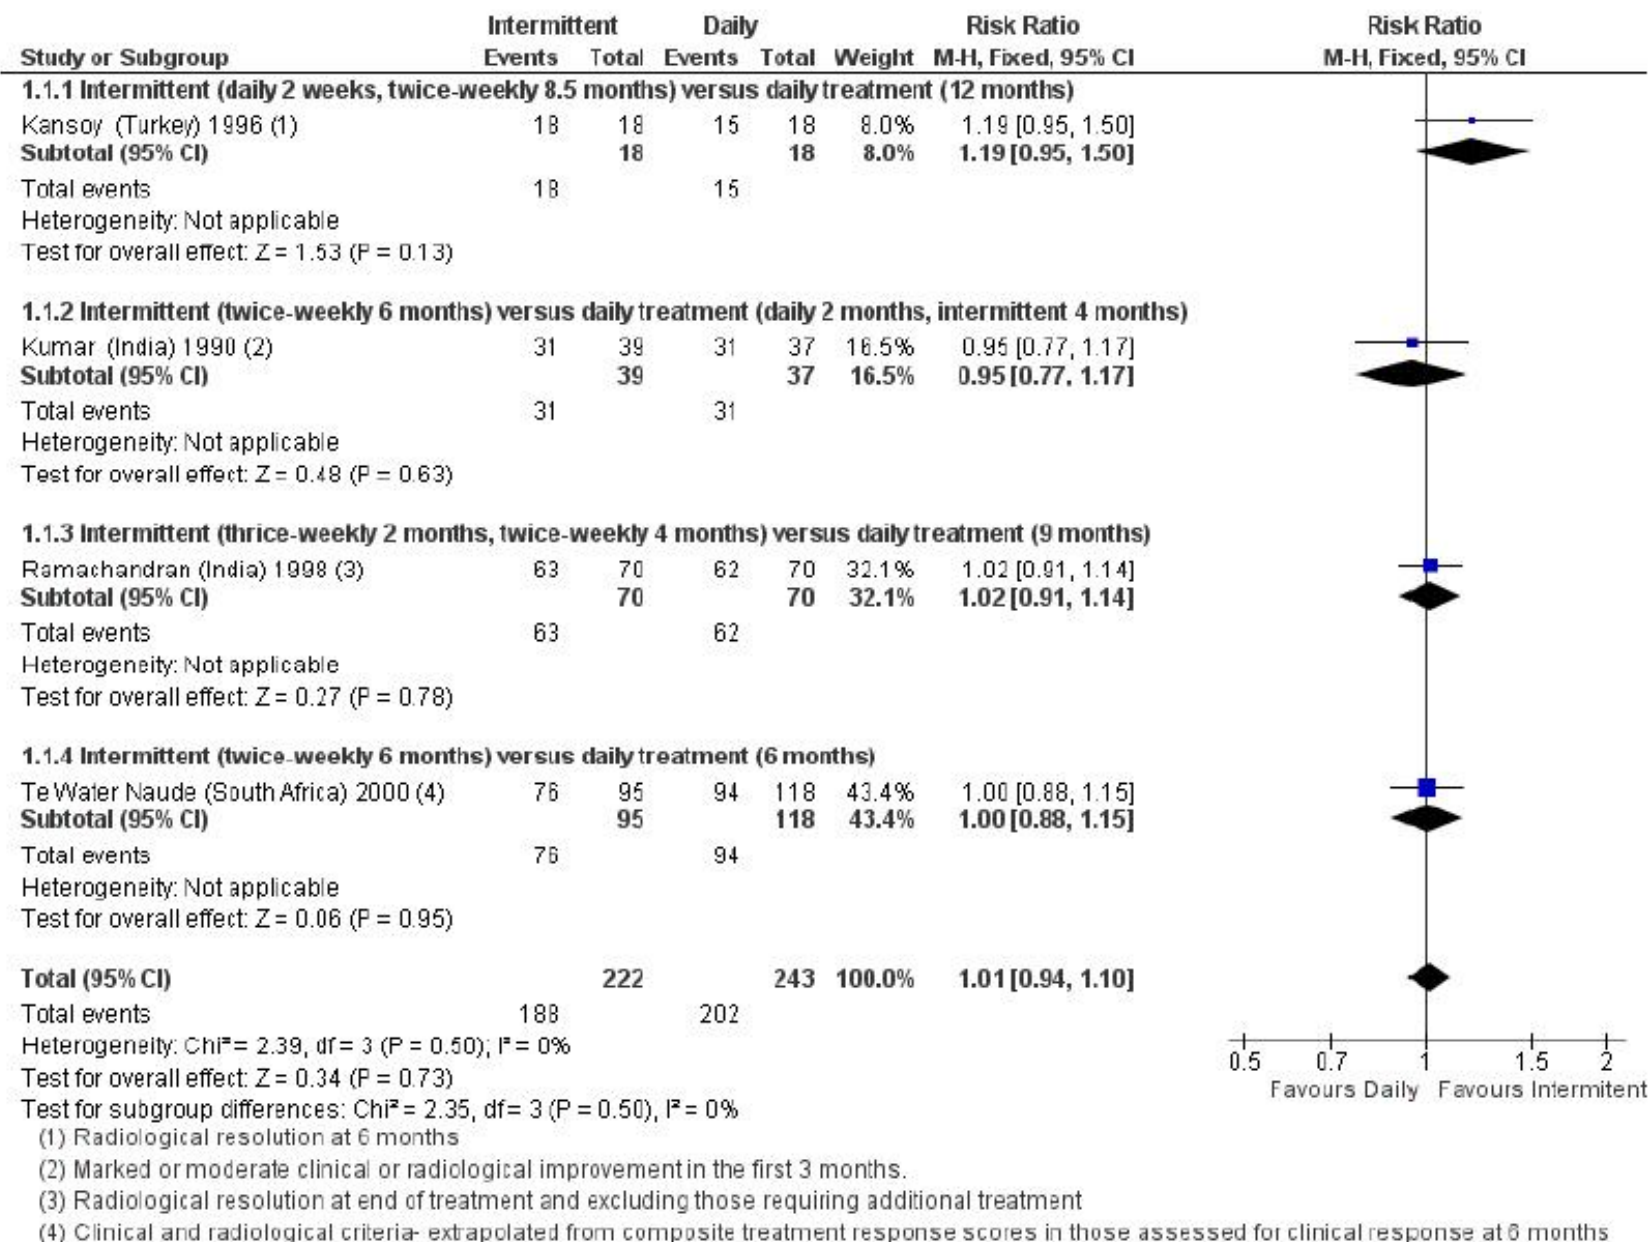 Intermittent Daily Risk Ratio Risk Ratio
Study or Subgroup Events Total Events Total Weight M-H, Fixed, 95% CI M-H, Fixed, 95% CI
1.1.1 Intermittent (daily 2 weeks, twice-weekly 8.5 months) versus daily treatment (12 months)
Kansoy (Turkey) 1996 (1) 18 18 15 18 8.0% 1.19 [0.95, 1.50]
Subtotal (95% CI) 18 18 8.0% 1.19 [0.95, 1.50]
Total events 18 15
Heterogeneity: Not applicable
Test for overall effect: Z = 1.53 (P = 0.13)
1.1.2 Intermittent (twice-weekly 6 months) versus daily treatment (daily 2 months, intermittent 4 months)
Kumar (India) 1990 (2) 31 39 31 37 16.5% 0.95 [0.77, 1.17]
Subtotal (95% CI) 39 37 16.5% 0.95 [0.77, 1.17]
Total events 31 31
Heterogeneity: Not applicable
Test for overall effect: Z = 0.48 (P = 0.63)
1.1.3 Intermittent (thrice-weekly 2 months, twice-weekly 4 months) versus daily treatment (9 months)
Ramachandran (India) 1998 (3) 63 70 62 70 32.1% 1.02 [0.91, 1.14]
Subtotal (95% CI) 70 70 32.1% 1.02 [0.91, 1.14]
Total events 63 62
Heterogeneity: Not applicable
Test for overall effect: Z = 0.27 (P = 0.78)
1.1.4 Intermittent (twice-weekly 6 months) versus daily treatment (6 months)
Te Water Naude (South Africa) 2000 (4) 76 95 94 118 43.4% 1.00 [0.88, 1.15]
Subtotal (95% CI) 95 118 43.4% 1.00 [0.88, 1.15]
Total events 76 94
Heterogeneity: Not applicable
Test for overall effect: Z = 0.06 (P = 0.95)
Total (95% CI) 222 243 100.0% 1.01 [0.94, 1.10]
Total events 188 202
Heterogeneity: Chi² = 2.39, df = 3 (P = 0.50); I² = 0%
Test for overall effect: Z = 0.34 (P = 0.73)
Test for subgroup differences: Chi² = 2.35, df = 3 (P = 0.50), I² = 0%
0.5 0.7 1 1.5 2
Favours Daily Favours Intermitent
(1) Radiological resolution at 6 months
(2) Marked or moderate clinical or radiological improvement in the first 3 months.
(3) Radiological resolution at end of treatment and excluding those requiring additional treatment
(4) Clinical and radiological criteria- extrapolated from composite treatment response scores in those assessed for clinical response at 6 months